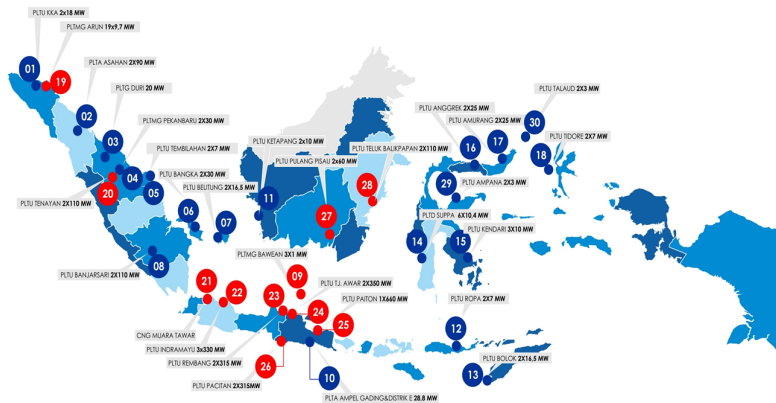 PLTU KKA 2x18 MW
PLTMG ARUN 19x9,7 MW
01
19
PLTA ASAHAN 2X90 MW
02
PLTG DURI 20 MW
03
PLTMG PEKANBARU 2X30 MW
04
PLTU TEMBILAHAN 2X7 MW
05
20
PLTU TENAYAN 2X110 MW
PLTU BANGKA 2X30 MW
06
PLTU BELITUNG 2X16,5 MW
07
PLTU BANJARSARI 2X110 MW
08
PLTU KETAPANG 2x10 MW
11
PLTU PULANG PISAU 2x60 MW
27
PLTU TELUK BALIKPAPAN 2X110 MW
28
PLTU ANGGREK 2X25 MW
16
PLTU AMURANG 2X25 MW
17
PLTU TALAUD 2X3 MW
30
PLTU TIDORE 2X7 MW
18
PLTU AMPANA 2X3 MW
29
PLTD SUPPA 6X10,4 MW
14
PLTU KENDARI 3X10 MW
15
PLTMG BAWEAN 3X1 MW
09
21
CNG MUARA TAWAR
22
PLTU INDRAMAYU 3x330 MW
23
PLTU REMBANG 2X315 MW
PLTU T.J. AWAR 2X350 MW
24
PLTU PAITON 1X660 MW
25
26
PLTU PACITAN 2X315MW
10
PLTA AMPEL GADING&DISTRIK E 28,8 MW
PLTU ROPA 2X7 MW
12
PLTU BOLOK 2X16,5 MW
13